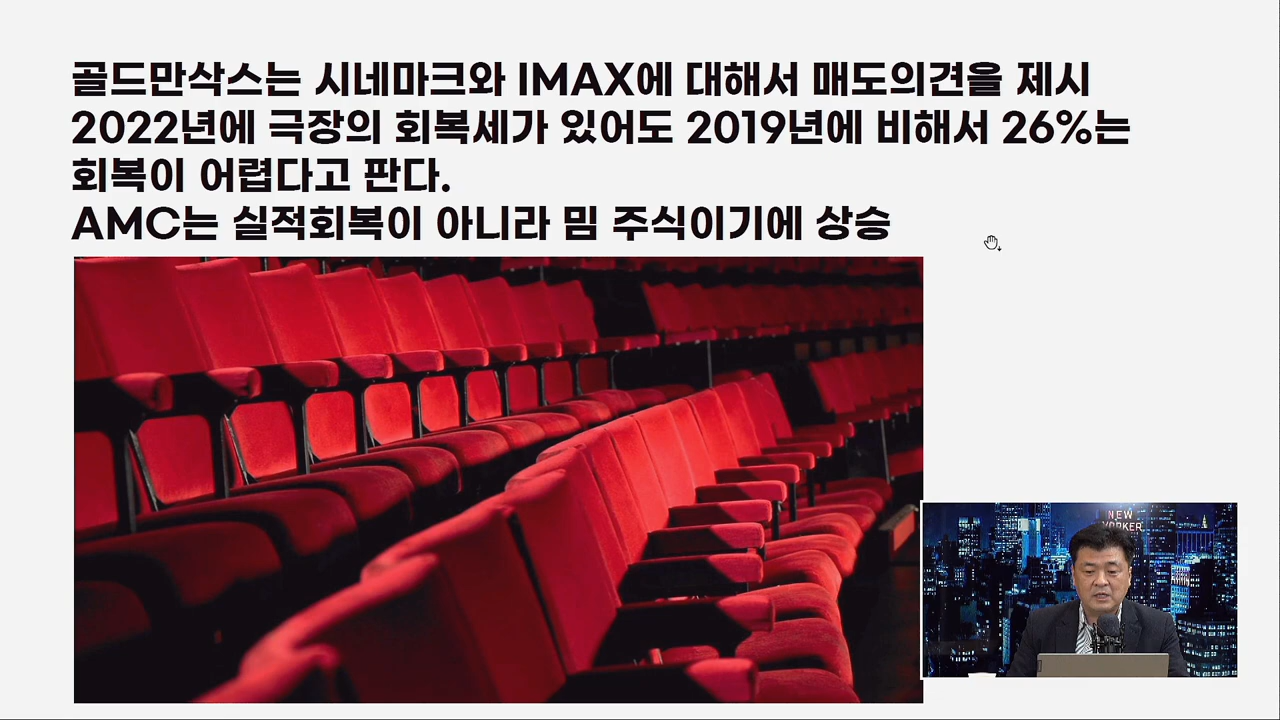 골드만삭스는 시네마크와 IMAX에 대해서 매도의견을 제시
2022년에 극장의 회복세가 있어도 2019년에 비해서 26%는
회복이 어렵다고 판다.
AMC는 실적회복이 아니라 밈 주식이기에 상승
NEW
YORKER